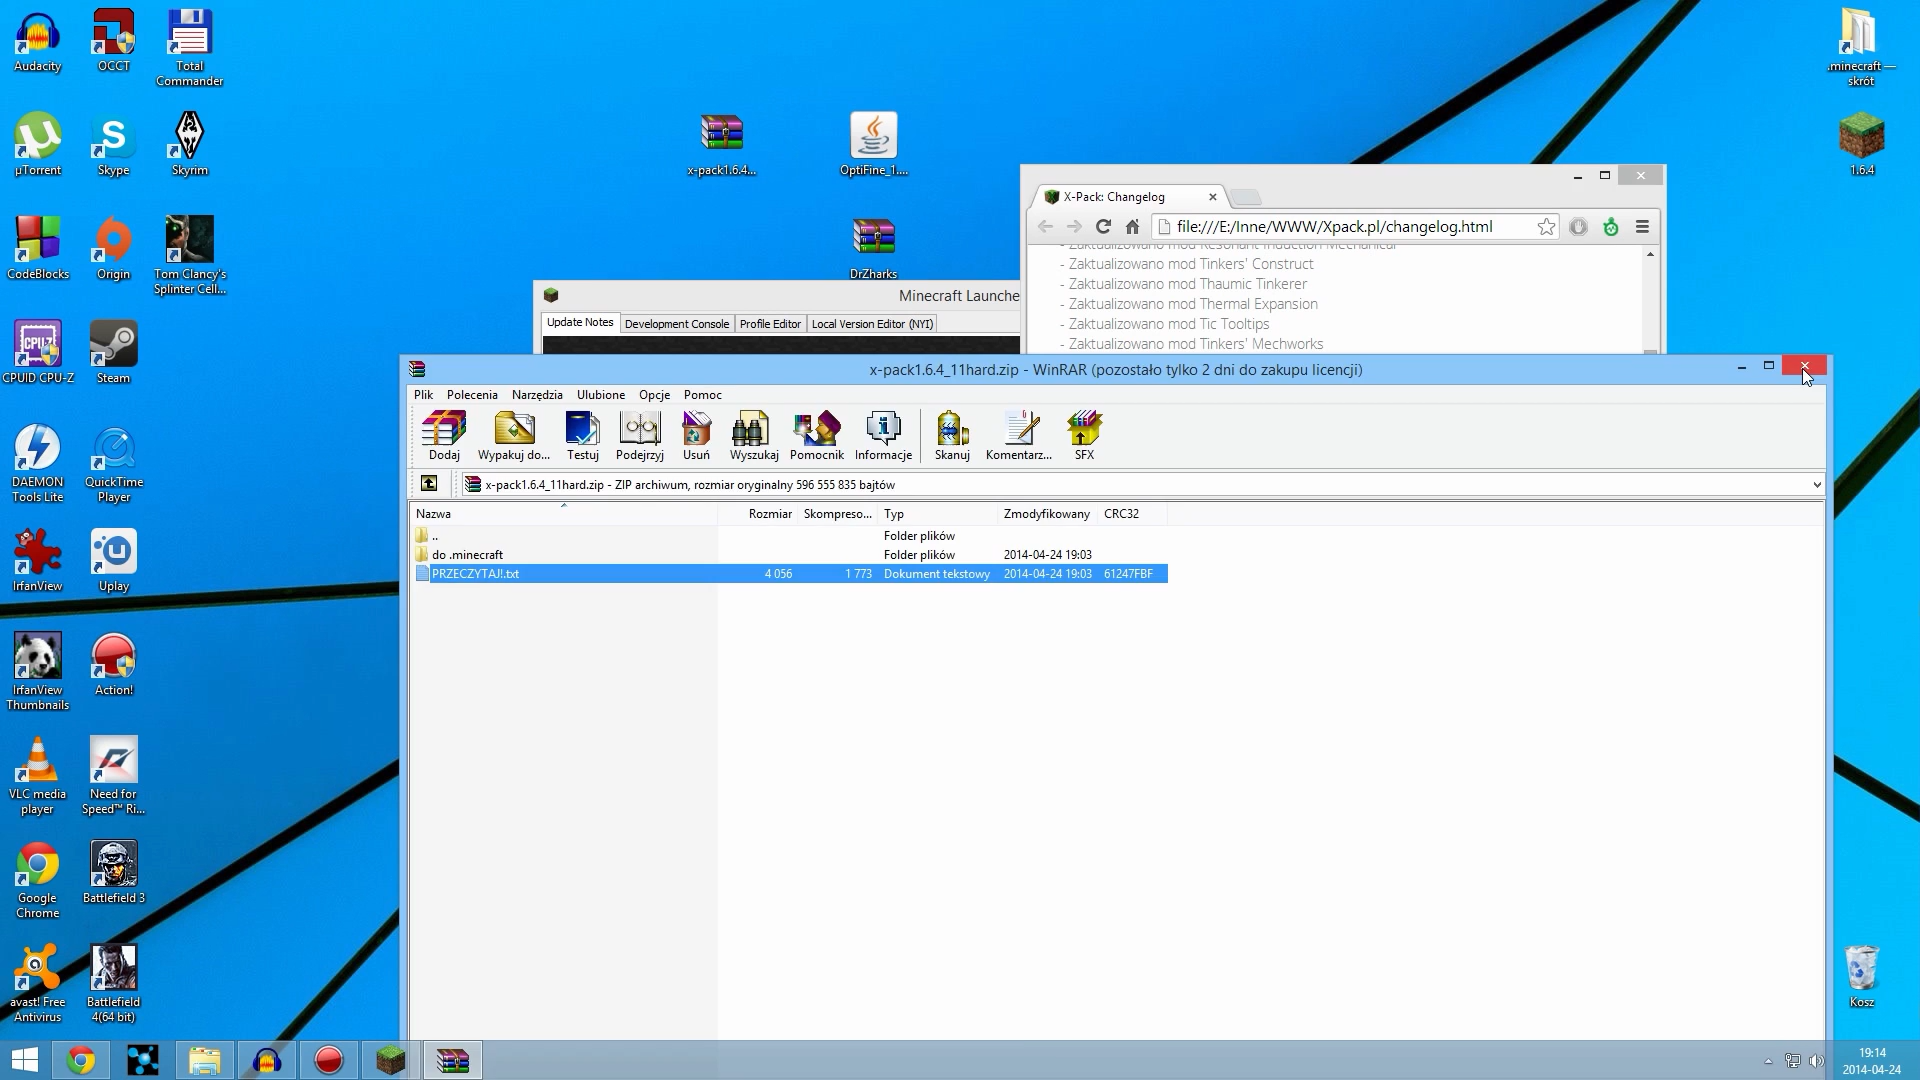 Audacity
OCCT
Total
Commander
µTorrent
Skype
Skyrim
CodeBlocks
Origin
Tom Clancy's
Splinter Cell...
CPUID CPU-Z
Steam
DAEMON
Tools Lite
QuickTime
Player
IrfanView
Uplay
IrfanView
Thumbnails
Action!
VLC media
player
Need for
Speed™ Ri...
Google
Chrome
Battlefield 3
avast! Free
Antivirus
Battlefield
4(64 bit)
x-pack1.6.4...
OptiFine_1....
DrZharks
.minecraft —
skrót
1.6.4
Kosz
X-Pack: Changelog
file:///E:/Inne/WWW/Xpack.pl/changelog.html
- Zaktualizowano mod Resonant Induction Mechanical
- Zaktualizowano mod Tinkers' Construct
- Zaktualizowano mod Thaumic Tinkerer
- Zaktualizowano mod Thermal Expansion
- Zaktualizowano mod Tic Tooltips
- Zaktualizowano mod Tinkers' Mechworks
Minecraft Launche
Update Notes Development Console Profile Editor Local Version Editor (NYI)
x-pack1.6.4_11hard.zip - WinRAR (pozostało tylko 2 dni do zakupu licencji)
Plik Polecenia Narzędzia Ulubione Opcje Pomoc
Dodaj Wypakuj do... Testuj Podejrzyj Usuń Wyszukaj Pomocnik Informacje Skanuj Komentarz... SFX
x-pack1.6.4_11hard.zip - ZIP archiwum, rozmiar oryginalny 596 555 835 bajtów
Nazwa Rozmiar Skompreso... Typ Zmodyfikowany CRC32
.. Folder plików
do .minecraft Folder plików 2014-04-24 19:03
PRZECZYTAJ!.txt 4 056 1 773 Dokument tekstowy 2014-04-24 19:03 61247FBF
19:14
2014-04-24